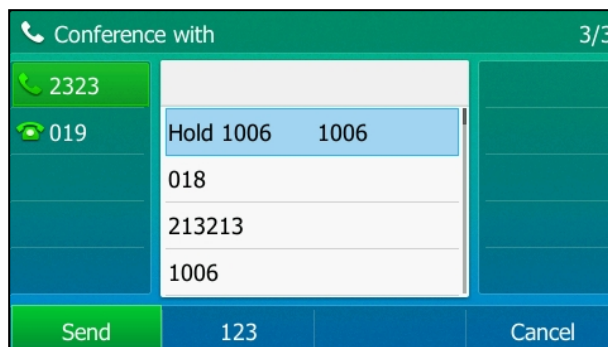 Conference with 3/3
2323
019
Hold 1006 1006
018
213213
1006
Send 123 Cancel